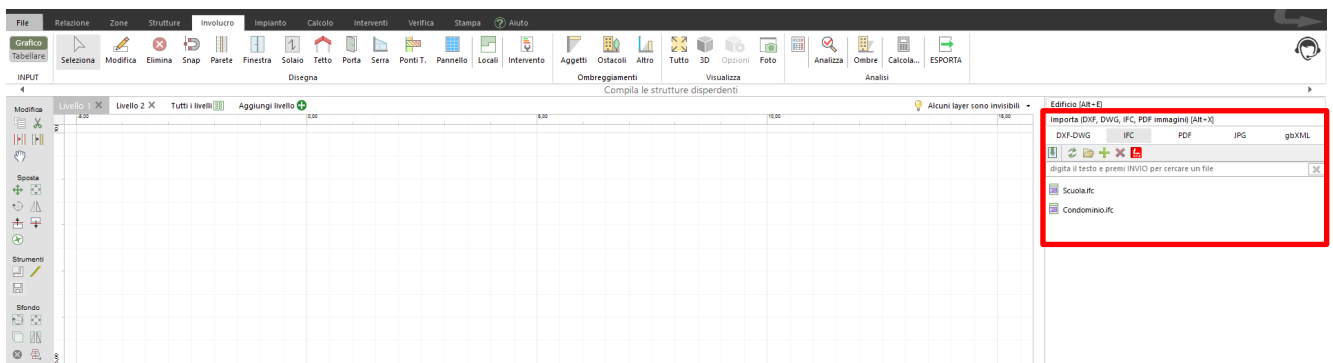 File Relazione Zone Strutture Involucro Impianto Calcolo Interventi Verifica Stampa ? Aiuto
Grafico
Tabellare
INPUT
Seleziona Modifica Elimina Snap Parete Finestra Solaio Tetto Porta Serra Ponti T. Pannello Locali Intervento Aggetti Ostacoli Altro Tutto 3D Opzioni Foto Analizza Ombre Calcola... ESPORTA
Disegna Ombreggiamenti Visualizza Analisi
Compila le strutture disperdenti
Livello 1 X Livello 2 X Tutti i livelli Aggiungi livello Alcuni layer sono invisibili
Edificio [Alt+E]
Importa (DXF, DWG, IFC, PDF immagini) [Alt+X]
DXF-DWG IFC PDF JPG gbXML
digita il testo e premi INVIO per cercare un file
Scuola.ifc
Condominio.ifc
Modifica
Sposta
Strumenti
Sfondo